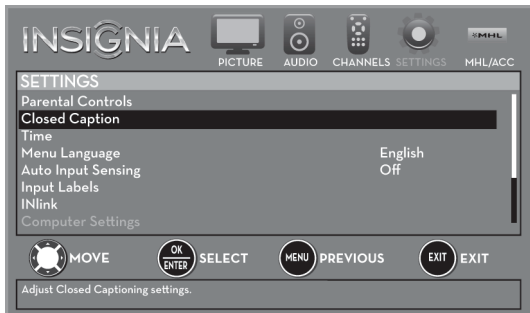 INSIGNIA
PICTURE AUDIO CHANNELS SETTINGS MHL MHL/ACC
SETTINGS
Parental Controls
Closed Caption
Time
Menu Language English
Auto Input Sensing Off
Input Labels
INlink
Computer Settings
MOVE OK ENTER SELECT MENU PREVIOUS EXIT EXIT
Adjust Closed Captioning settings.